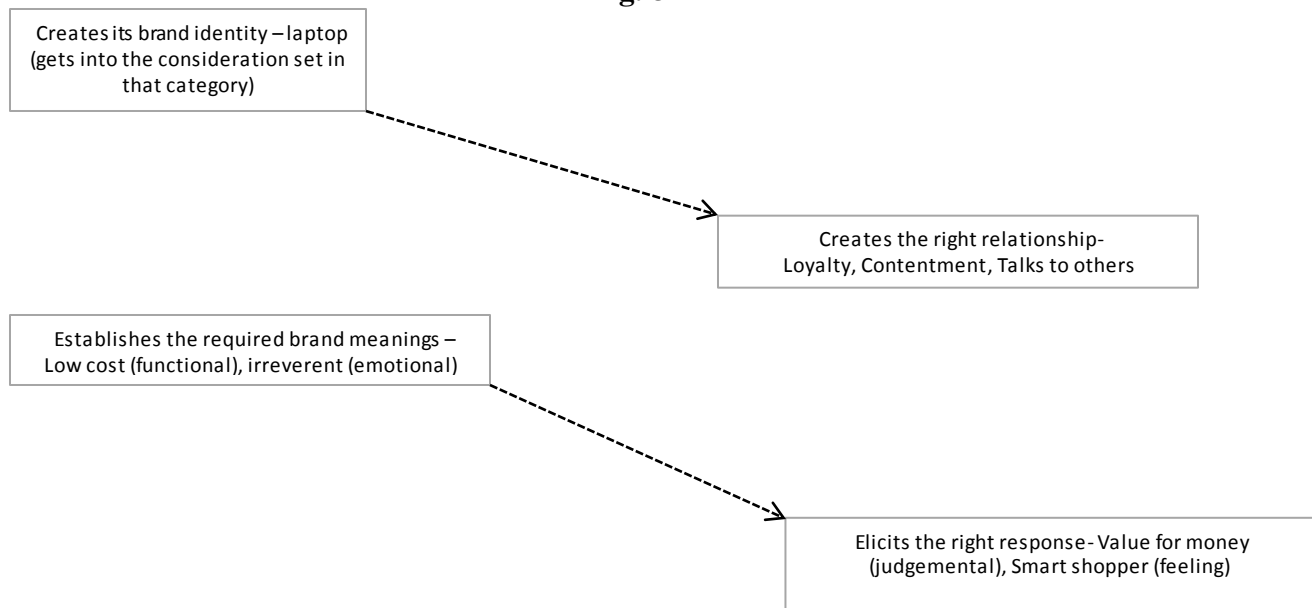 Creates its brand identity – laptop
(gets into the consideration set in
that category)
Creates the right relationship-
Loyalty, Contentment, Talks to others
Establishes the required brand meanings –
Low cost (functional), irreverent (emotional)
Elicits the right response- Value for money
(judgemental), Smart shopper (feeling)